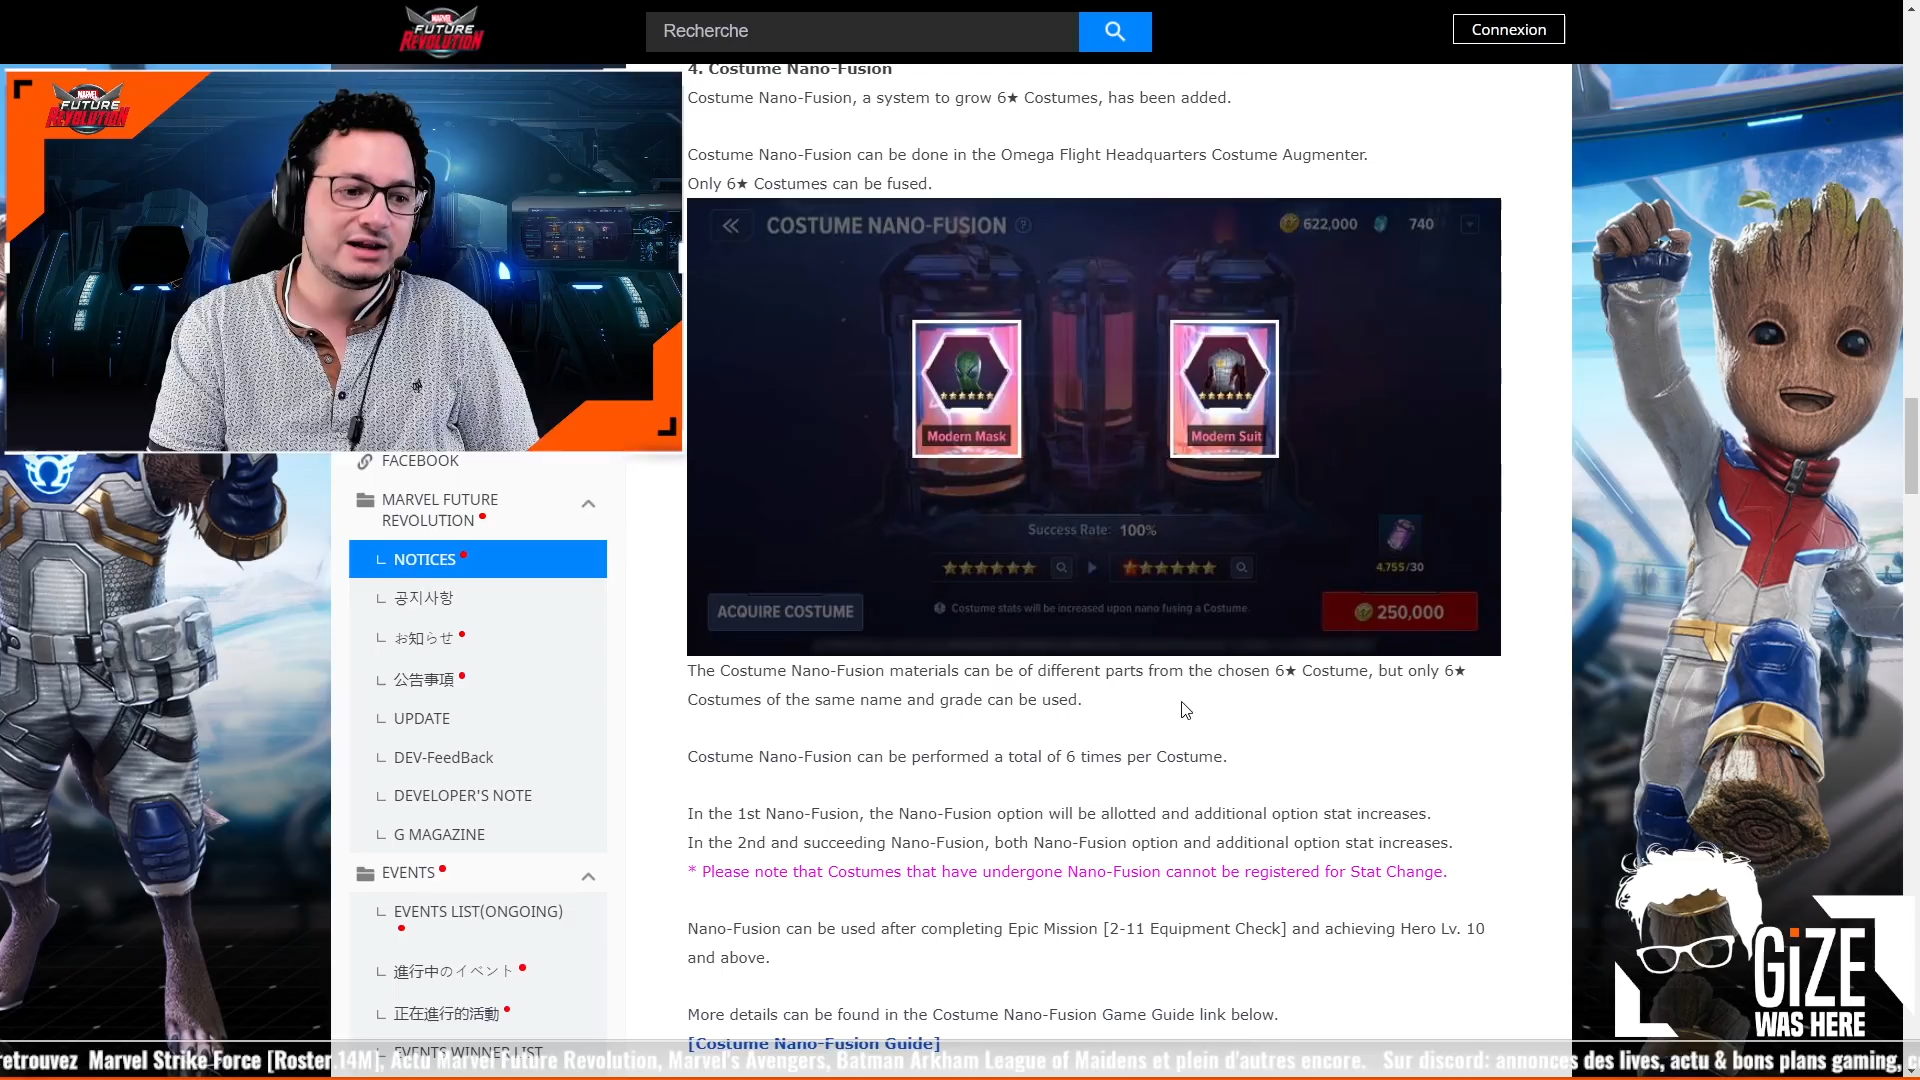 MARVEL
FUTURE
REVOLUTION
Recherche
Connexion
MARVEL
FUTURE
REVOLUTION
4. Costume Nano-Fusion
Costume Nano-Fusion, a system to grow 6★ Costumes, has been added.
Costume Nano-Fusion can be done in the Omega Flight Headquarters Costume Augmenter.
Only 6★ Costumes can be fused.
COSTUME NANO-FUSION
622,000
740
Modern Mask
Modern Suit
Success Rate: 100%
4,755/30
ACQUIRE COSTUME
Costume stats will be increased upon nano fusing a Costume.
250,000
The Costume Nano-Fusion materials can be of different parts from the chosen 6★ Costume, but only 6★
Costumes of the same name and grade can be used.
Costume Nano-Fusion can be performed a total of 6 times per Costume.
In the 1st Nano-Fusion, the Nano-Fusion option will be allotted and additional option stat increases.
In the 2nd and succeeding Nano-Fusion, both Nano-Fusion option and additional option stat increases.
* Please note that Costumes that have undergone Nano-Fusion cannot be registered for Stat Change.
Nano-Fusion can be used after completing Epic Mission [2-11 Equipment Check] and achieving Hero Lv. 10
and above.
More details can be found in the Costume Nano-Fusion Game Guide link below.
[Costume Nano-Fusion Guide]
FACEBOOK
MARVEL FUTURE
REVOLUTION
NOTICES
공지사항
お知らせ
公告事項
UPDATE
DEV-FeedBack
DEVELOPER'S NOTE
G MAGAZINE
EVENTS
EVENTS LIST(ONGOING)
進行中のイベント
正在進行的活動
EVENTS WINNER LIST
GiZE
WAS HERE
retrouvez Marvel Strike Force [Roster 14M], Actu Marvel Future Revolution, Marvel's Avengers, Batman Arkham League of Maidens et plein d'autres encore. Sur discord: annonces des lives, actu & bons plans gaming,